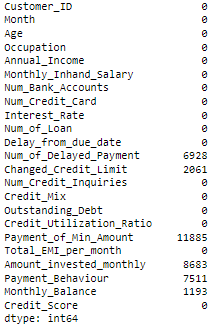 Customer_ID 0
Month 0
Age 0
Occupation 0
Annual_Income 0
Monthly_Inhand_Salary 0
Num_Bank_Accounts 0
Num_Credit_Card 0
Interest_Rate 0
Num_of_Loan 0
Delay_from_due_date 0
Num_of_Delayed_Payment 6928
Changed_Credit_Limit 2061
Num_Credit_Inquiries 0
Credit_Mix 0
Outstanding_Debt 0
Credit_Utilization_Ratio 0
Payment_of_Min_Amount 11885
Total_EMI_per_month 0
Amount_invested_monthly 8683
Payment_Behaviour 7511
Monthly_Balance 1193
Credit_Score 0
dtype: int64